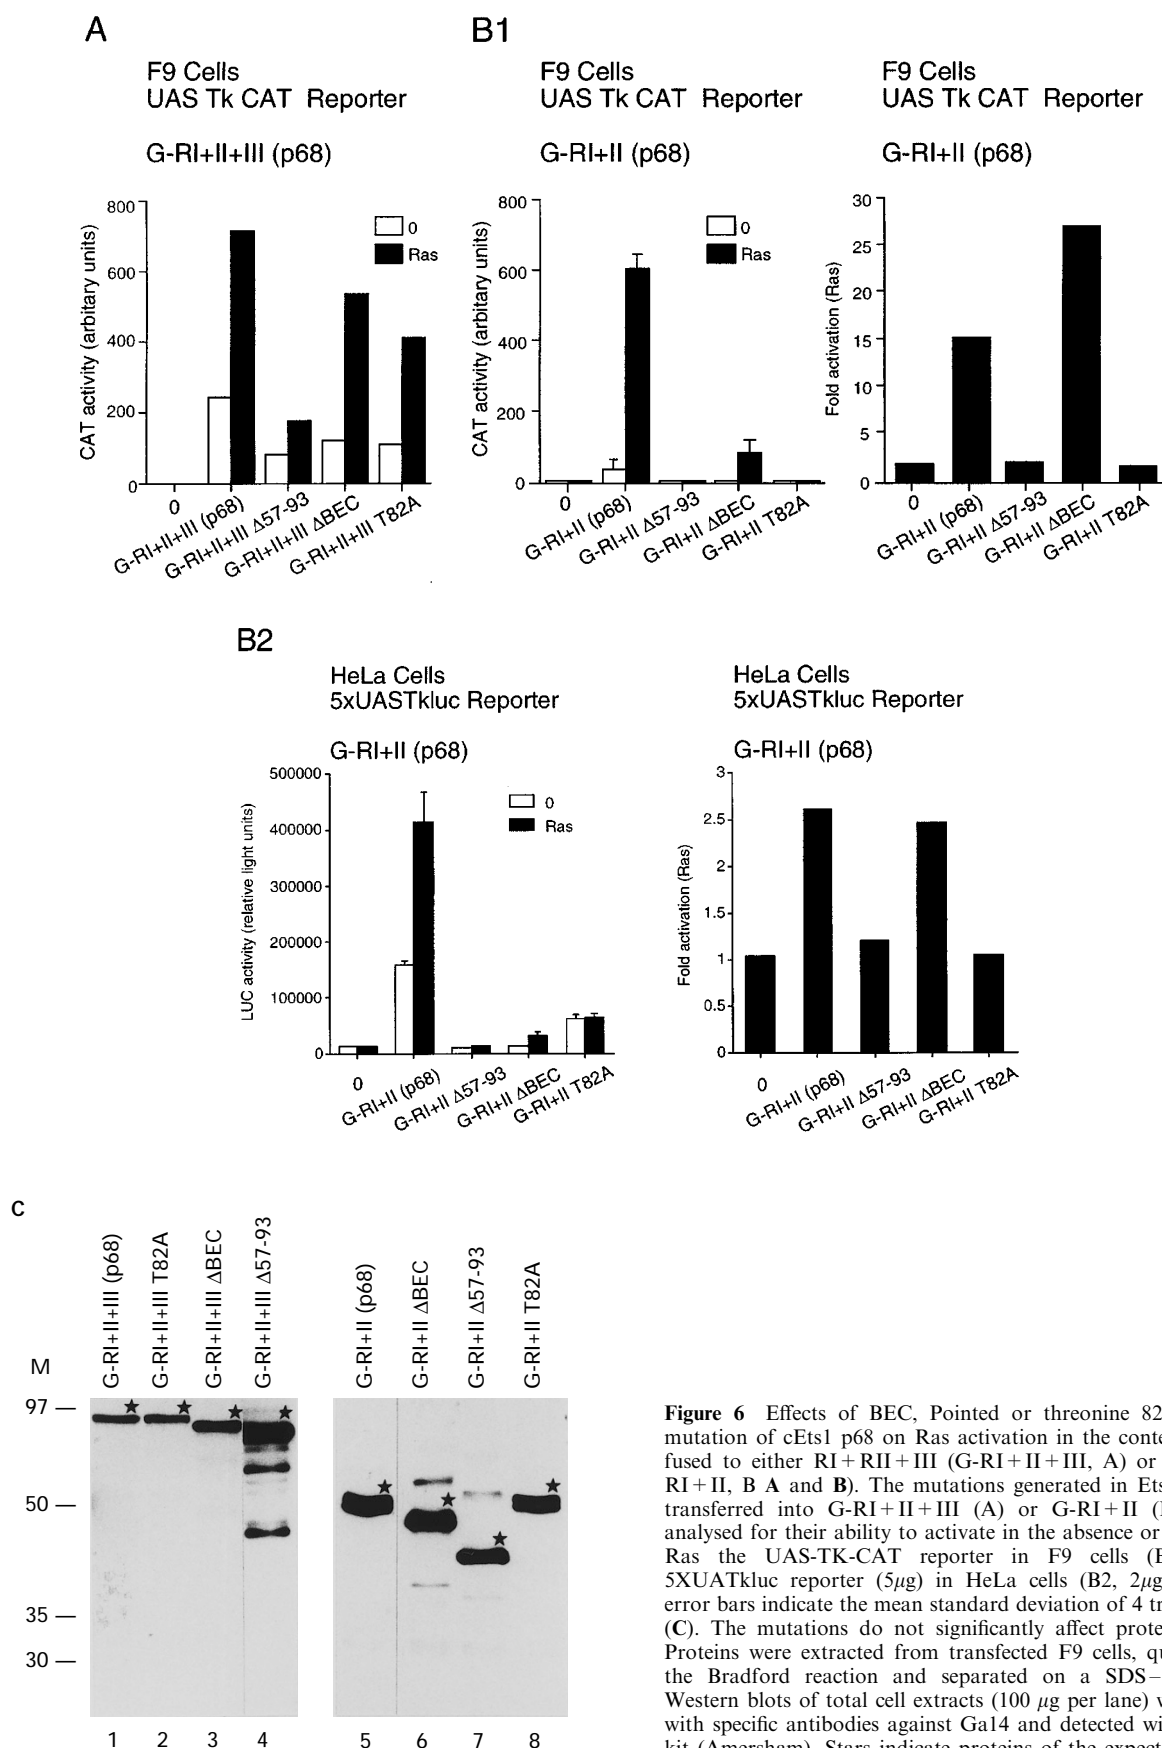 A
F9 Cells
UAS Tk CAT Reporter
G-RI+II+III (p68)
CAT activity (arbitary units)
800
600
400
200
0
0
Ras
0
G-RI+II+III (p68)
G-RI+II+III Δ57-93
G-RI+II+III ΔBEC
G-RI+II+III T82A
B1
F9 Cells
UAS Tk CAT Reporter
G-RI+II (p68)
CAT activity (arbitary units)
800
600
400
200
0
0
Ras
0
G-RI+II (p68)
G-RI+II Δ57-93
G-RI+II ΔBEC
G-RI+II T82A
F9 Cells
UAS Tk CAT Reporter
G-RI+II (p68)
Fold activation (Ras)
30
25
20
15
10
5
0
0
G-RI+II (p68)
G-RI+II Δ57-93
G-RI+II ΔBEC
G-RI+II T82A
B2
HeLa Cells
5xUASTkluc Reporter
G-RI+II (p68)
LUC activity (relative light units)
500000
400000
300000
200000
100000
0
0
Ras
0
G-RI+II (p68)
G-RI+II Δ57-93
G-RI+II ΔBEC
G-RI+II T82A
HeLa Cells
5xUASTkluc Reporter
G-RI+II (p68)
Fold activation (Ras)
3
2.5
2
1.5
1
0.5
0
0
G-RI+II (p68)
G-RI+II Δ57-93
G-RI+II ΔBEC
G-RI+II T82A
C
M
G-RI+II+III (p68)
G-RI+II+III T82A
G-RI+II+III ΔBEC
G-RI+II+III Δ57-93
G-RI+II (p68)
G-RI+II ΔBEC
G-RI+II Δ57-93
G-RI+II T82A
97
50
35
30
1 2 3 4 5 6 7 8
Figure 6 Effects of BEC, Pointed or threonine 82
mutation of cEts1 p68 on Ras activation in the conte
fused to either RI+RII+III (G-RI+II+III, A) or
RI+II, B A and B). The mutations generated in Ets
transferred into G-RI+II+III (A) or G-RI+II (
analysed for their ability to activate in the absence or
Ras the UAS-TK-CAT reporter in F9 cells (
5XUATkluc reporter (5μg) in HeLa cells (B2, 2μg
error bars indicate the mean standard deviation of 4 tr
(C). The mutations do not significantly affect prote
Proteins were extracted from transfected F9 cells, qu
the Bradford reaction and separated on a SDS–
Western blots of total cell extracts (100 μg per lane) w
with specific antibodies against Ga14 and detected wi
kit (Amersham). Stars indicate proteins of the expect